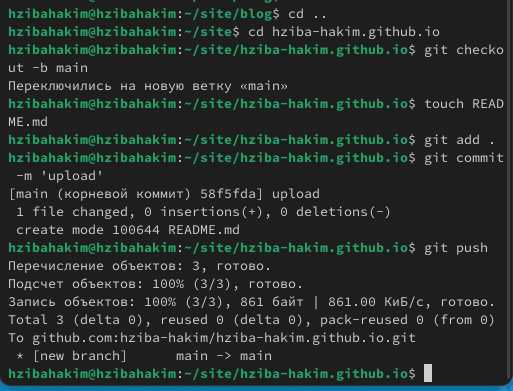 hzibahakim@hzibahakim:~/site/blog$ cd ..
hzibahakim@hzibahakim:~/site$ cd hziba-hakim.github.io
hzibahakim@hzibahakim:~/site/hziba-hakim.github.io$ git checko
ut -b main
Переключились на новую ветку «main»
hzibahakim@hzibahakim:~/site/hziba-hakim.github.io$ touch READ
ME.md
hzibahakim@hzibahakim:~/site/hziba-hakim.github.io$ git add .
hzibahakim@hzibahakim:~/site/hziba-hakim.github.io$ git commit
 -m 'upload'
[main (корневой коммит) 58f5fda] upload
 1 file changed, 0 insertions(+), 0 deletions(-)
 create mode 100644 README.md
hzibahakim@hzibahakim:~/site/hziba-hakim.github.io$ git push
Перечисление объектов: 3, готово.
Подсчет объектов: 100% (3/3), готово.
Запись объектов: 100% (3/3), 861 байт | 861.00 КиБ/с, готово.
Total 3 (delta 0), reused 0 (delta 0), pack-reused 0 (from 0)
To github.com:hziba-hakim/hziba-hakim.github.io.git
 * [new branch]      main -> main
hzibahakim@hzibahakim:~/site/hziba-hakim.github.io$